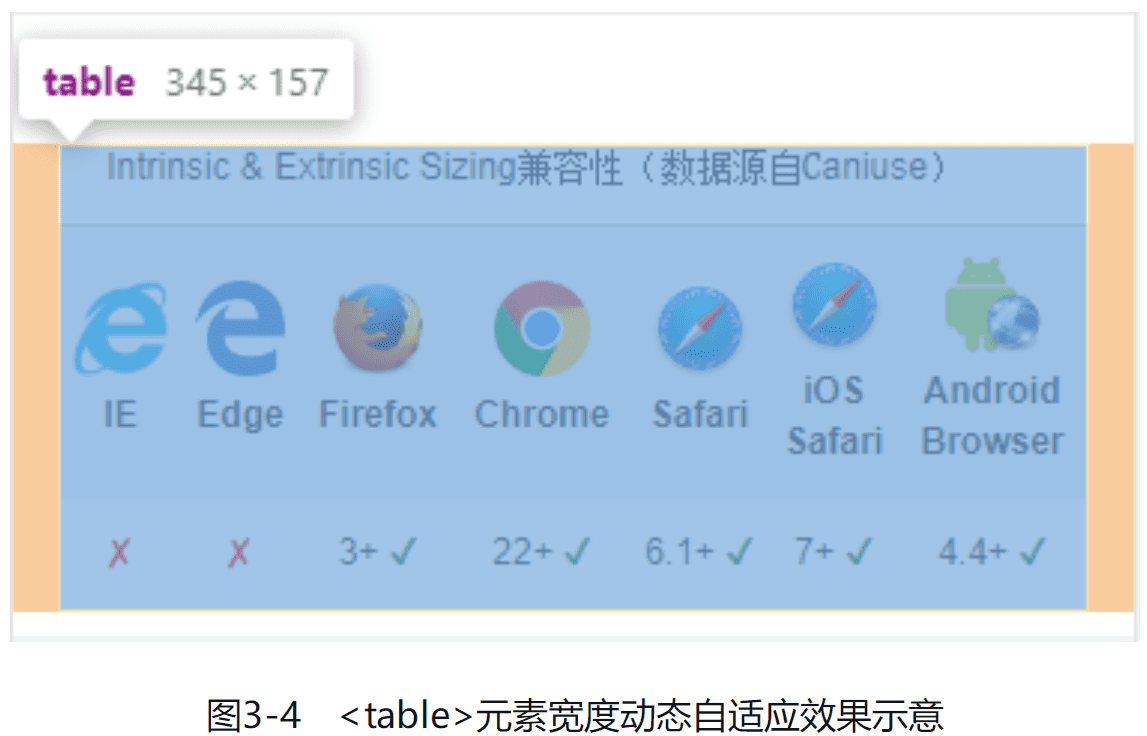 table 345 × 157
Intrinsic & Extrinsic Sizing兼容性（数据源自Caniuse）
IE Edge Firefox Chrome Safari iOS Safari Android Browser
✗ ✗ 3+ ✓ 22+ ✓ 6.1+ ✓ 7+ ✓ 4.4+ ✓
图3-4 <table>元素宽度动态自适应效果示意